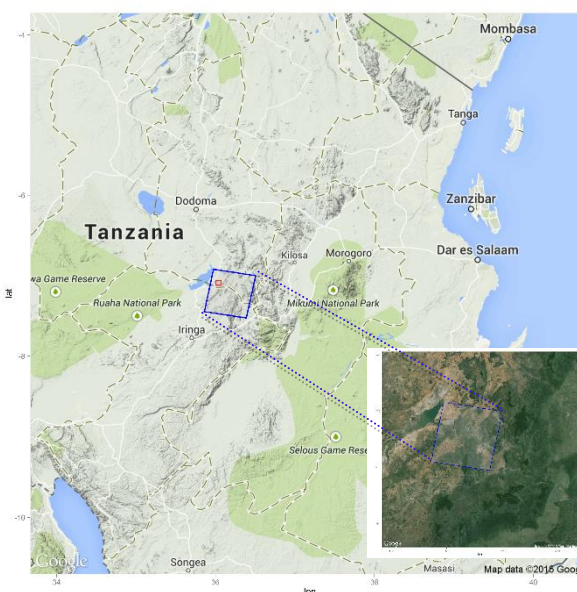 -4
Mombasa
Tanga
-6
Dodoma
Zanzibar
Tanzania
Kilosa
Morogoro
Dar es Salaam
lat
wa Game Reserve
Ruaha National Park
Mikumi National Park
Iringa
-8
Selous Game Rese
-10
Google
Google
Songea
Masasi
Map data ©2015 Goog
34
36
38
40
lon